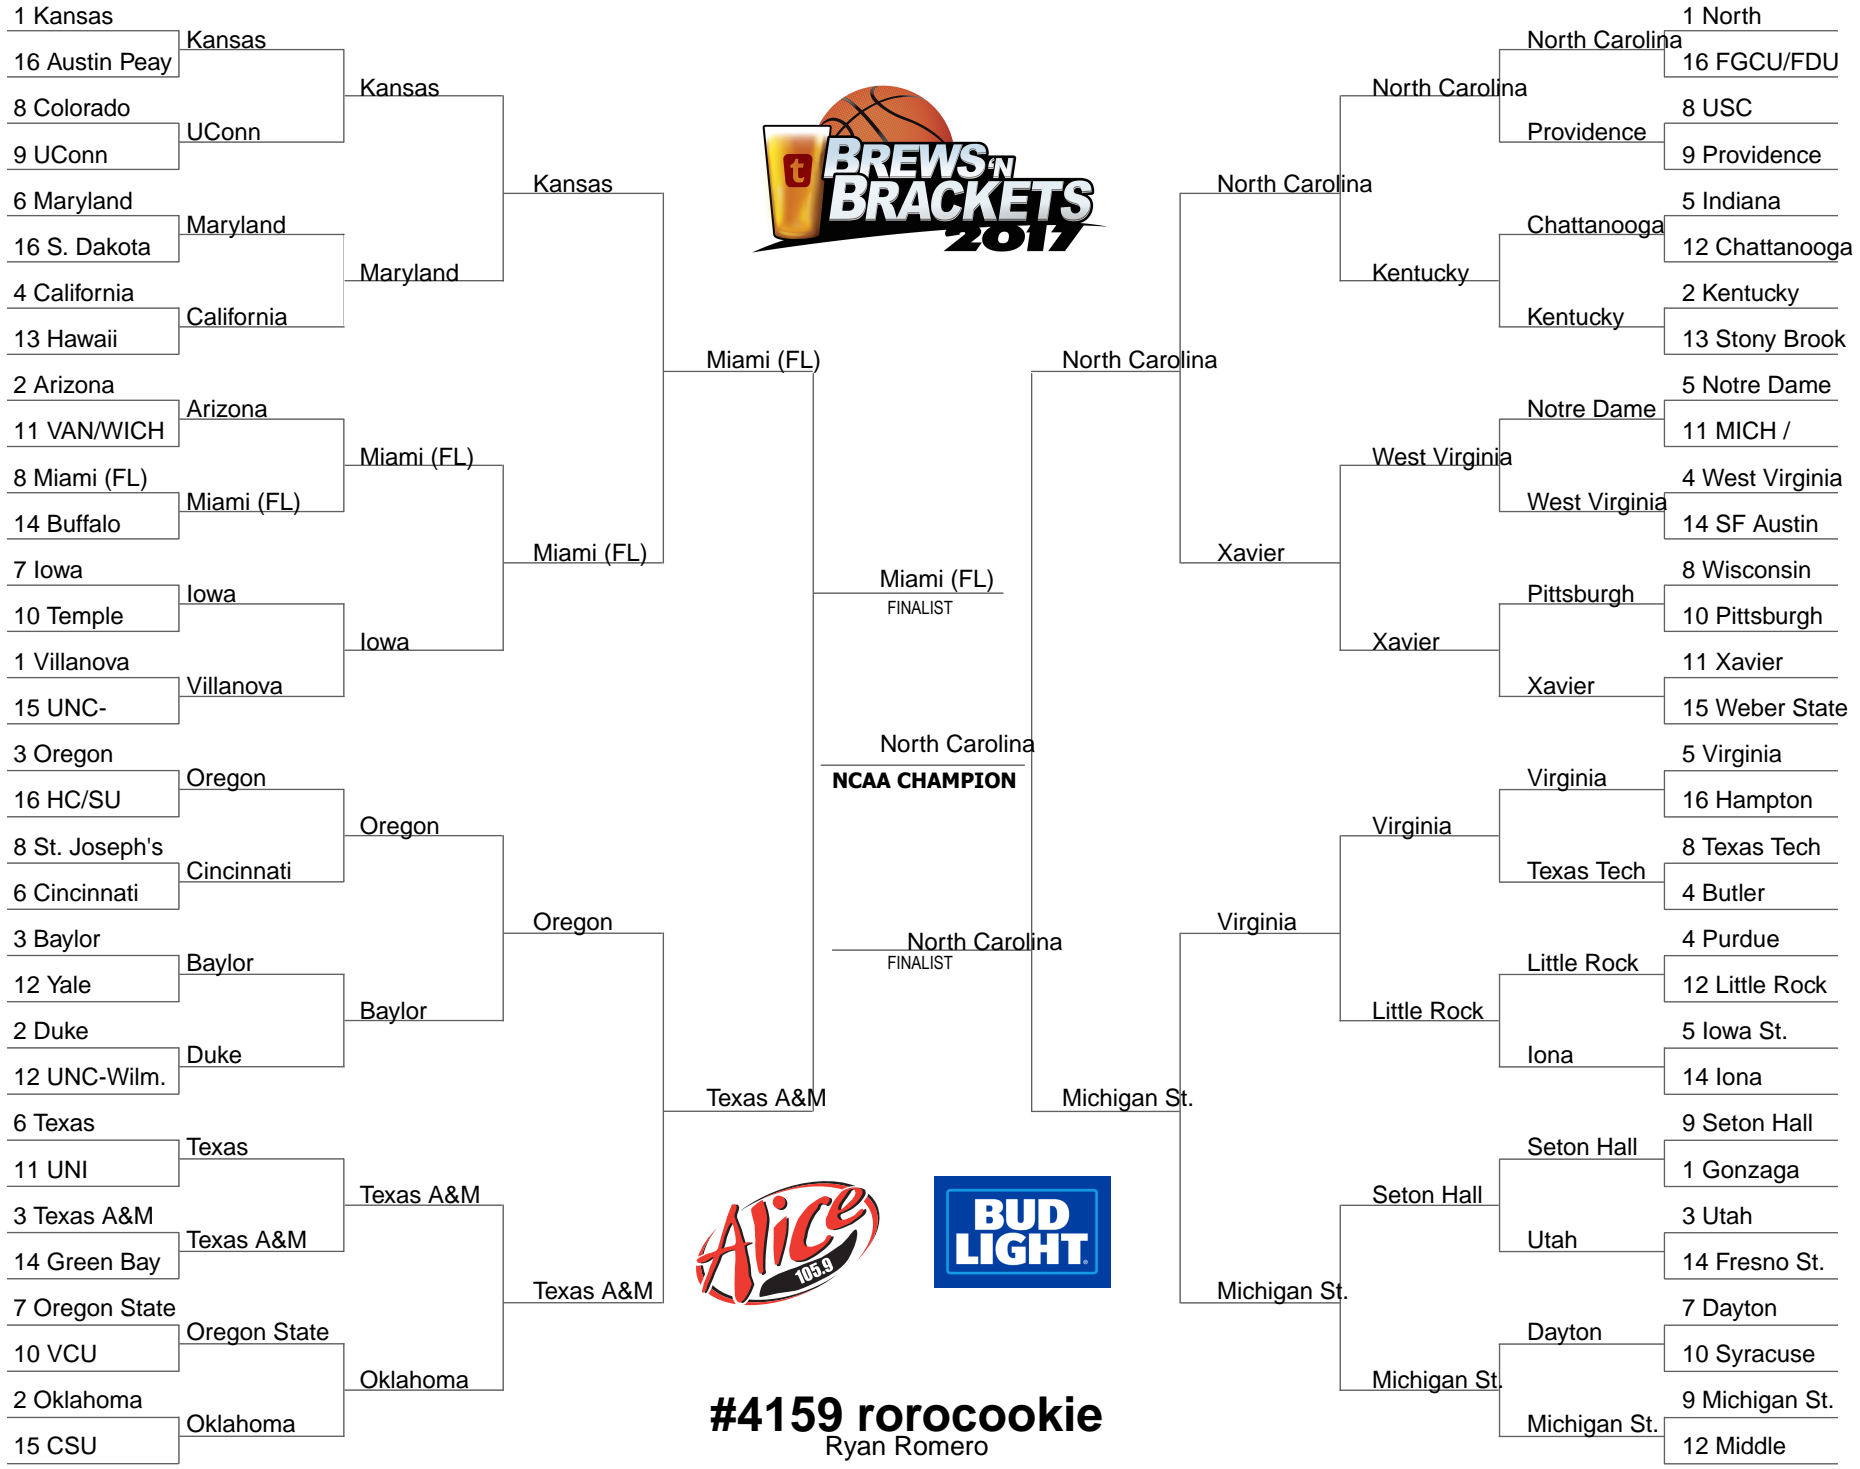 1 Kansas
16 Austin Peay
8 Colorado
9 UConn
6 Maryland
16 S. Dakota
4 California
13 Hawaii
2 Arizona
11 VAN/WICH
8 Miami (FL)
14 Buffalo
7 Iowa
10 Temple
1 Villanova
15 UNC-
3 Oregon
16 HC/SU
8 St. Joseph's
6 Cincinnati
3 Baylor
12 Yale
2 Duke
12 UNC-Wilm.
6 Texas
11 UNI
3 Texas A&M
14 Green Bay
7 Oregon State
10 VCU
2 Oklahoma
15 CSU
Kansas
UConn
Maryland
California
Arizona
Miami (FL)
Iowa
Villanova
Oregon
Cincinnati
Baylor
Duke
Texas
Texas A&M
Oregon State
Oklahoma
Kansas
Maryland
Miami (FL)
Iowa
Oregon
Baylor
Texas A&M
Oklahoma
Kansas
Miami (FL)
Oregon
Texas A&M
Miami (FL)
Texas A&M
t
BREWS 'N
BRACKETS
2017
Miami (FL)
FINALIST
North Carolina
NCAA CHAMPION
North Carolina
FINALIST
Alice
105.9
BUD
LIGHT
#4159 rorocookie
Ryan Romero
North Carolina
Michigan St.
North Carolina
Xavier
Virginia
Michigan St.
North Carolina
Kentucky
West Virginia
Xavier
Virginia
Little Rock
Seton Hall
Michigan St.
North Carolina
Providence
Chattanooga
Kentucky
Notre Dame
West Virginia
Pittsburgh
Xavier
Virginia
Texas Tech
Little Rock
Iona
Seton Hall
Utah
Dayton
Michigan St.
1 North
16 FGCU/FDU
8 USC
9 Providence
5 Indiana
12 Chattanooga
2 Kentucky
13 Stony Brook
5 Notre Dame
11 MICH /
4 West Virginia
14 SF Austin
8 Wisconsin
10 Pittsburgh
11 Xavier
15 Weber State
5 Virginia
16 Hampton
8 Texas Tech
4 Butler
4 Purdue
12 Little Rock
5 Iowa St.
14 Iona
9 Seton Hall
1 Gonzaga
3 Utah
14 Fresno St.
7 Dayton
10 Syracuse
9 Michigan St.
12 Middle